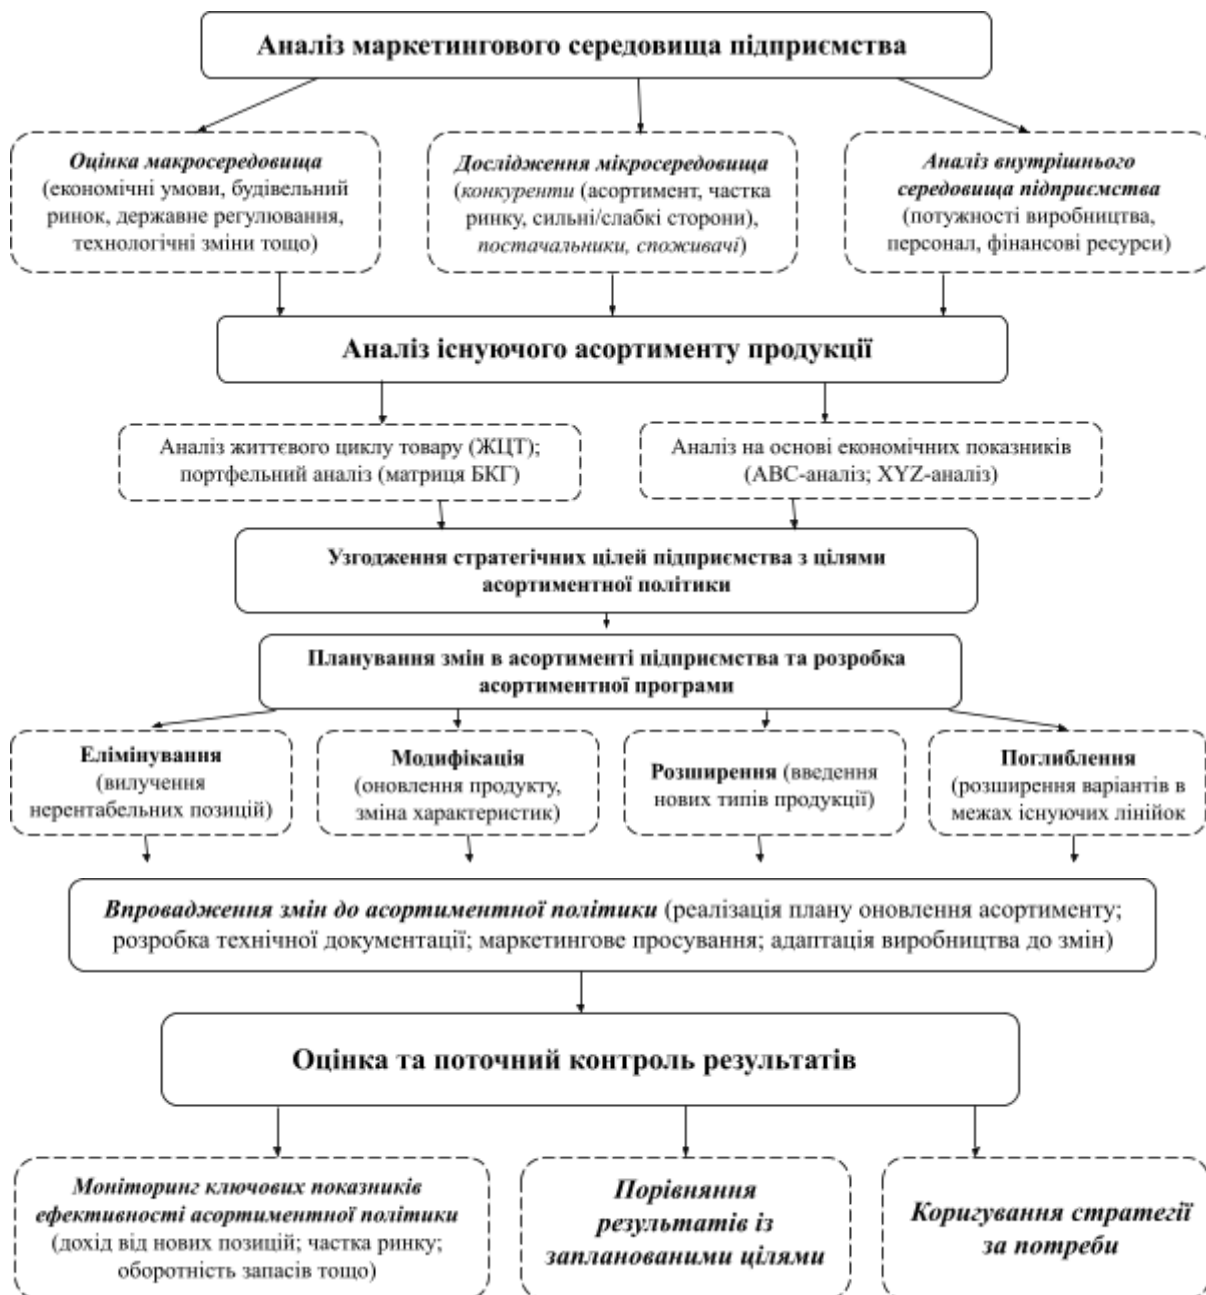 Аналіз маркетингового середовища підприємства
Оцінка макросередовища
(економічні умови, будівельний
ринок, державне регулювання,
технологічні зміни тощо)
Дослідження мікросередовища
(конкуренти (асортимент, частка
ринку, сильні/слабкі сторони),
постачальники, споживачі)
Аналіз внутрішнього
середовища підприємства
(потужності виробництва,
персонал, фінансові ресурси)
Аналіз існуючого асортименту продукції
Аналіз життєвого циклу товару (ЖЦТ);
портфельний аналіз (матриця БКГ)
Аналіз на основі економічних показників
(ABC-аналіз; XYZ-аналіз)
Узгодження стратегічних цілей підприємства з цілями
асортиментної політики
Планування змін в асортименті підприємства та розробка
асортиментної програми
Елімінування
(вилучення
нерентабельних позицій)
Модифікація
(оновлення продукту,
зміна характеристик)
Розширення (введення
нових типів продукції)
Поглиблення
(розширення варіантів в
межах існуючих лінійок
Впровадження змін до асортиментної політики (реалізація плану оновлення асортименту;
розробка технічної документації; маркетингове просування; адаптація виробництва до змін)
Оцінка та поточний контроль результатів
Моніторинг ключових показників
ефективності асортиментної політики
(дохід від нових позицій; частка ринку;
оборотність запасів тощо)
Порівняння
результатів із
запланованими цілями
Коригування стратегії
за потреби